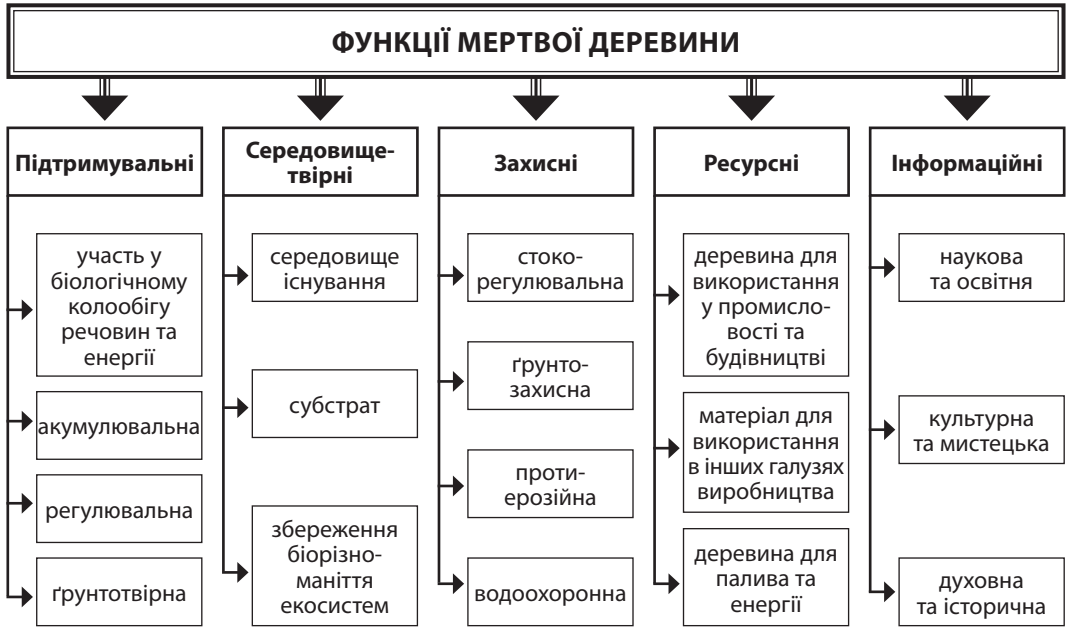 ФУНКЦІЇ МЕРТВОЇ ДЕРЕВИНИ
Підтримувальні
участь у
біологічному
колообігу
речовин та
енергії
акумулювальна
регулювальна
ґрунтотвірна
Середовище-
твірні
середовище
існування
субстрат
збереження
біорізно-
маніття
екосистем
Захисні
стоко-
регулювальна
ґрунто-
захисна
проти-
ерозійна
водоохоронна
Ресурсні
деревина для
використання
у промисло-
вості та
будівництві
матеріал для
використання
в інших галузях
виробництва
деревина для
палива та
енергії
Інформаційні
наукова
та освітня
культурна
та мистецька
духовна
та історична